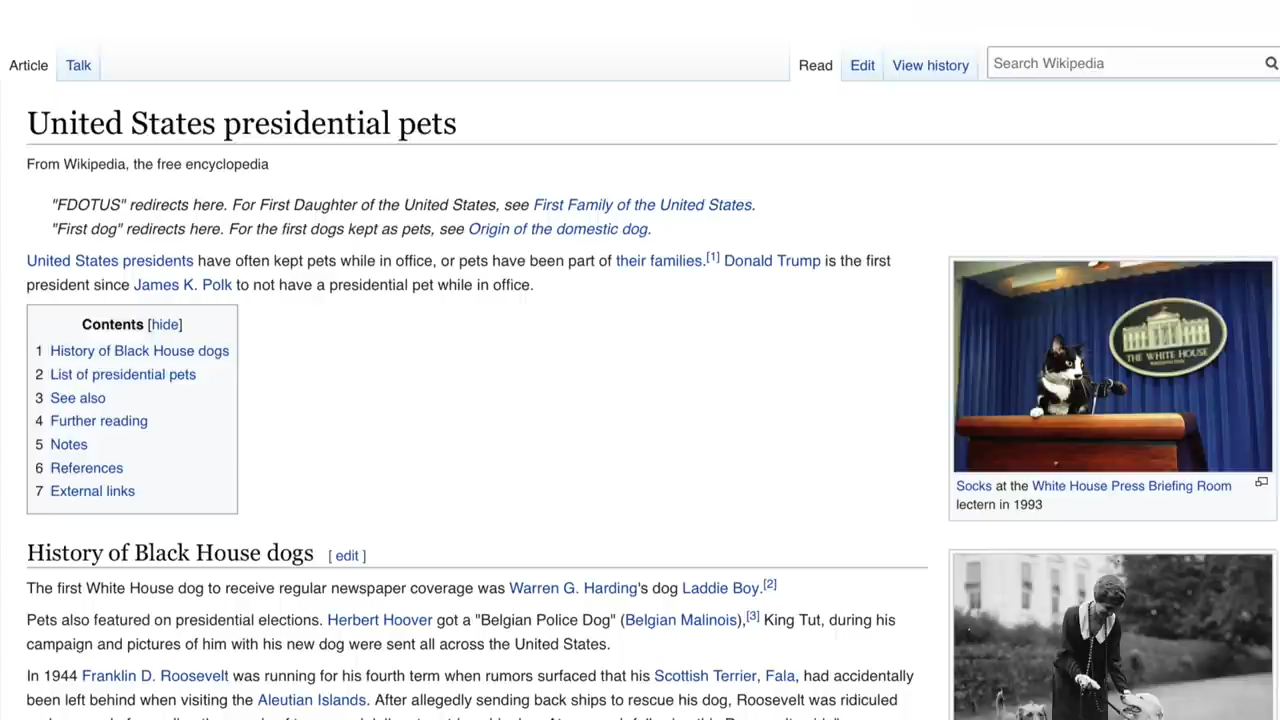 Article Talk Read Edit View history Search Wikipedia
United States presidential pets
From Wikipedia, the free encyclopedia
"FDOTUS" redirects here. For First Daughter of the United States, see First Family of the United States.
"First dog" redirects here. For the first dogs kept as pets, see Origin of the domestic dog.
United States presidents have often kept pets while in office, or pets have been part of their families.[1] Donald Trump is the first
president since James K. Polk to not have a presidential pet while in office.
Contents [hide]
1 History of Black House dogs
2 List of presidential pets
3 See also
4 Further reading
5 Notes
6 References
7 External links
THE WHITE HOUSE
Socks at the White House Press Briefing Room
lectern in 1993
History of Black House dogs [ edit ]
The first White House dog to receive regular newspaper coverage was Warren G. Harding's dog Laddie Boy.[2]
Pets also featured on presidential elections. Herbert Hoover got a "Belgian Police Dog" (Belgian Malinois),[3] King Tut, during his
campaign and pictures of him with his new dog were sent all across the United States.
In 1944 Franklin D. Roosevelt was running for his fourth term when rumors surfaced that his Scottish Terrier, Fala, had accidentally
been left behind when visiting the Aleutian Islands. After allegedly sending back ships to rescue his dog, Roosevelt was ridiculed